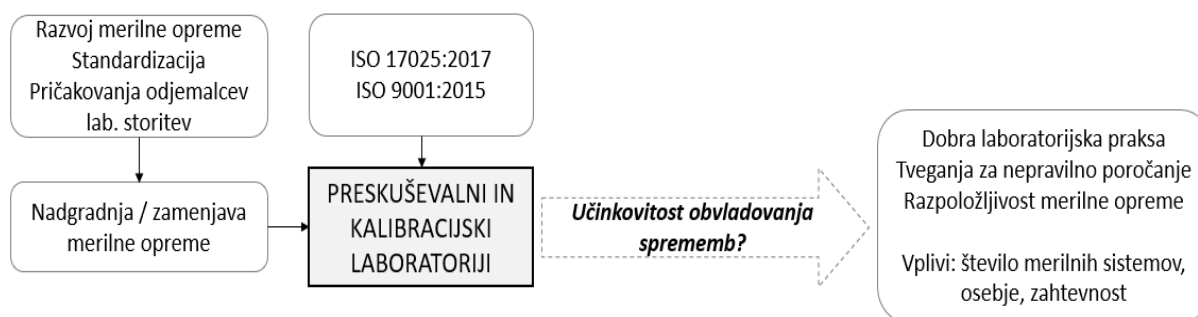 Razvoj merilne opreme
Standardizacija
Pričakovanja odjemalcev
lab. storitev
Nadgradnja / zamenjava
merilne opreme
ISO 17025:2017
ISO 9001:2015
PRESKUŠEVALNI IN
KALIBRACIJSKI
LABORATORIJI
Učinkovitost obvladovanja
sprememb?
Dobra laboratorijska praksa
Tveganja za nepravilno poročanje
Razpoložljivost merilne opreme
Vplivi: število merilnih sistemov,
osebje, zahtevnost